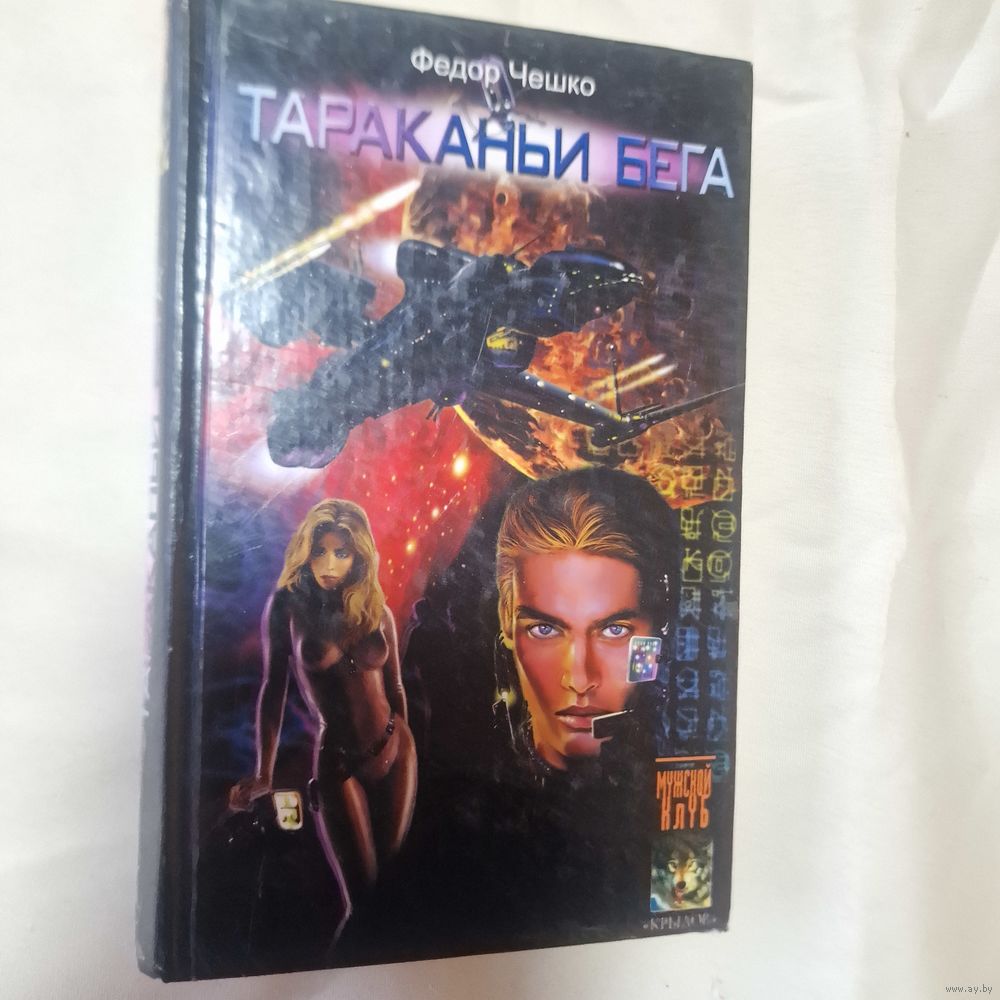 Федор Чешко
ТАРАКАНЬИ БЕГА
МУЖСКОЙ
КЛУБ
«КРЫЛОВ»
www.ay.by